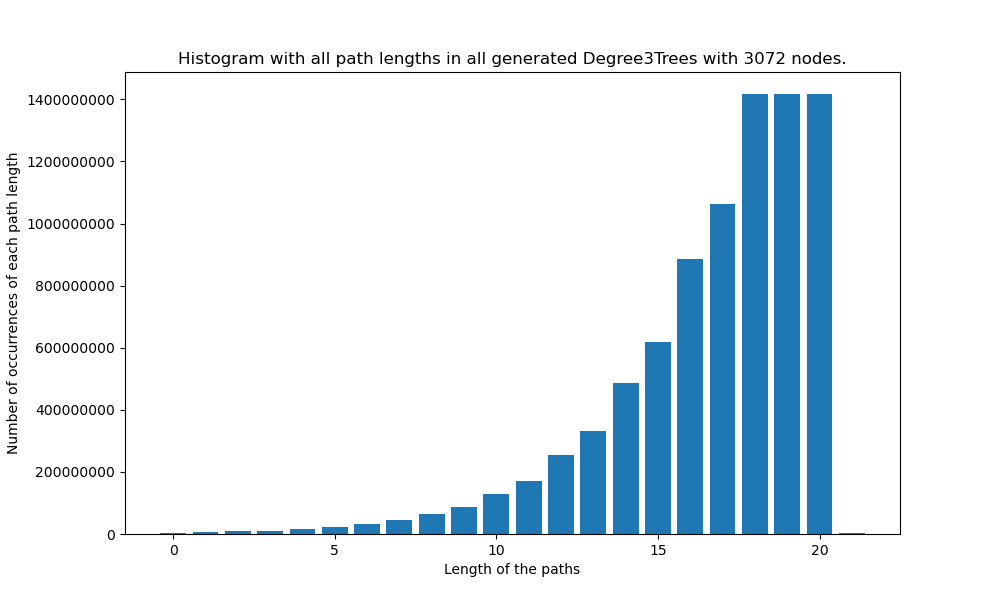 Histogram with all path lengths in all generated Degree3Trees with 3072 nodes.
Number of occurrences of each path length
1400000000
1200000000
1000000000
800000000
600000000
400000000
200000000
0
0 5 10 15 20
Length of the paths